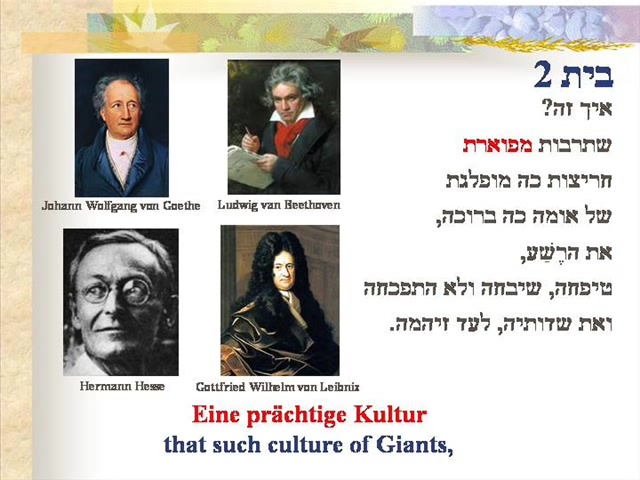 בית 2
איך זה?
שתרבות מפוארת
חריצות כה מופלגת
של אומה כה ברוכה,
את הרֶשַׁע,
טיפחה, שיבחה ולא התפכחה
ואת שדותיה, לעד זיהמה.
Johann Wolfgang von Goethe
Ludwig van Beethoven
Hermann Hesse
Gottfried Wilhelm von Leibniz
Eine prächtige Kultur
that such culture of Giants,